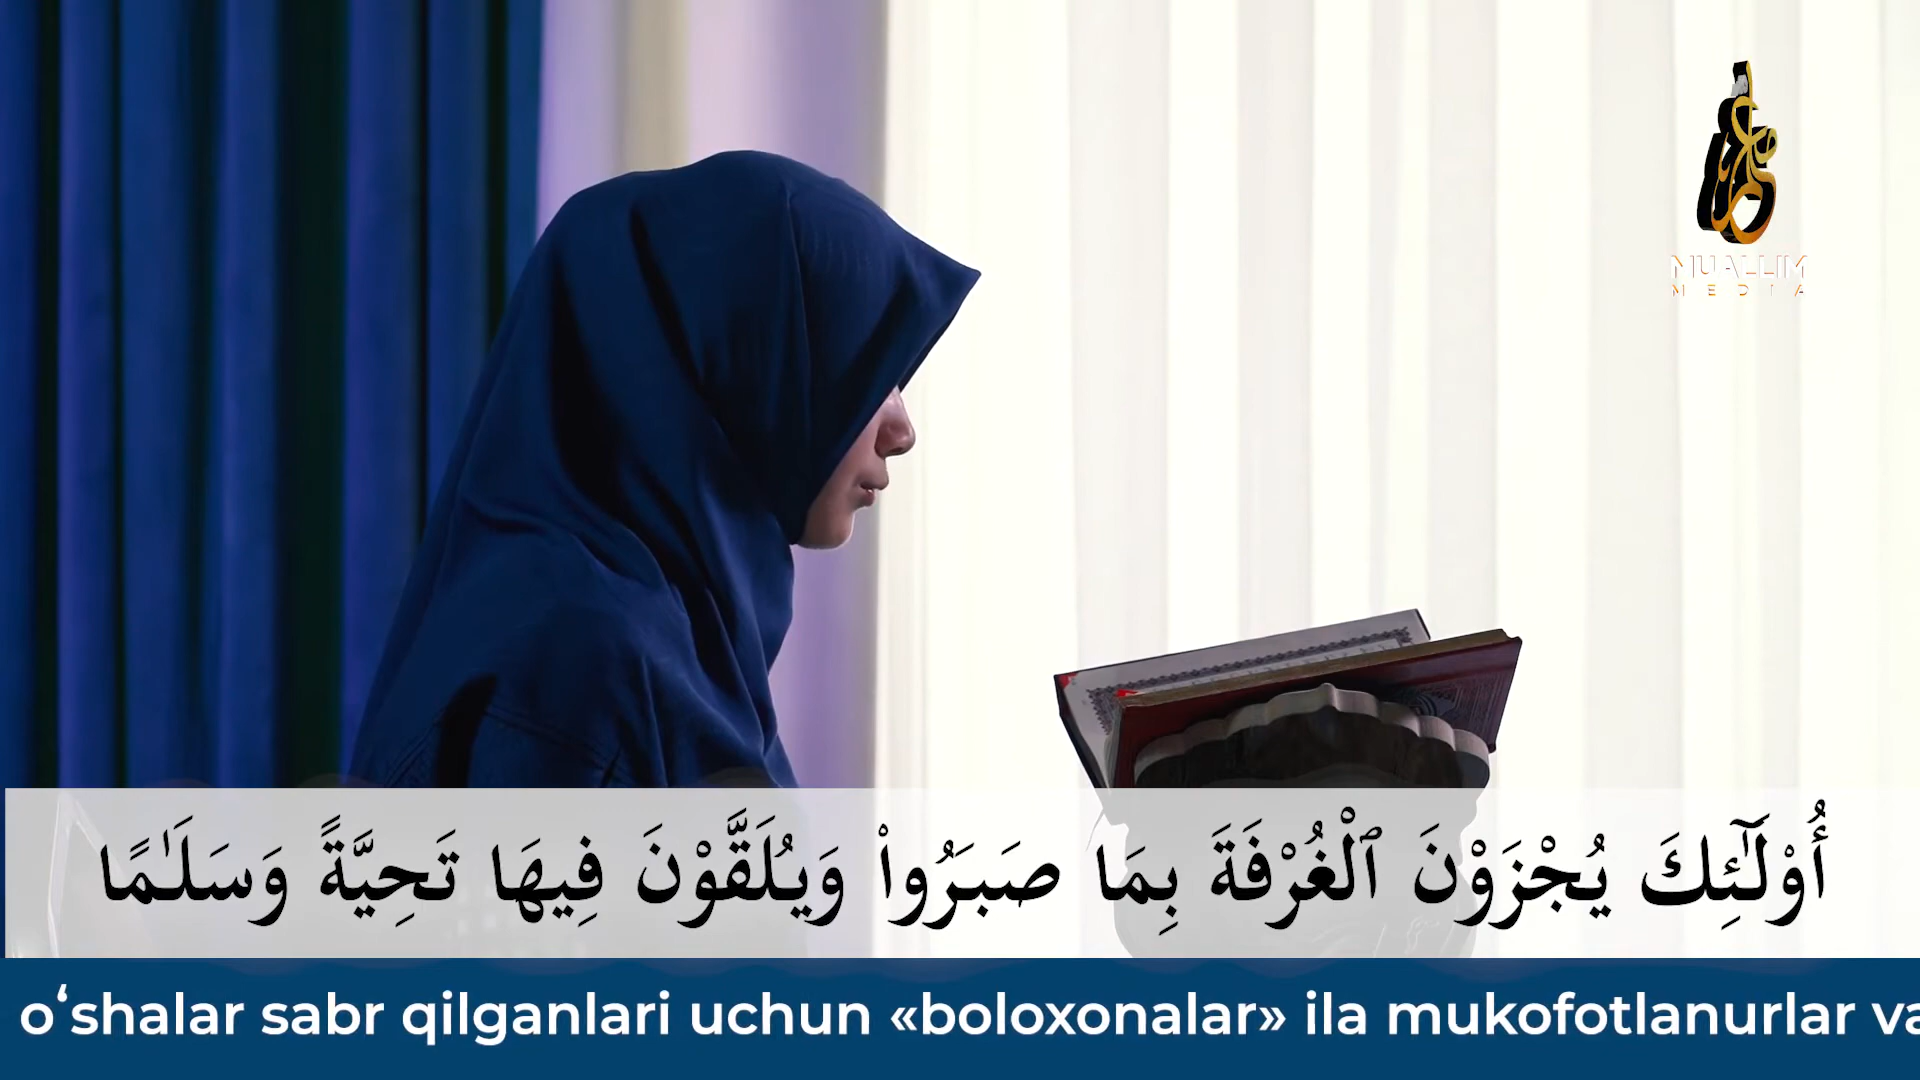 MUALLIM
MEDIA
أُوْلَـٰٓئِكَ يُجْزَوْنَ ٱلْغُرْفَةَ بِمَا صَبَرُواْ وَيُلَقَّوْنَ فِيهَا تَحِيَّةً وَسَلَـٰمًا
oʻshalar sabr qilganlari uchun «boloxonalar» ila mukofotlanurlar va